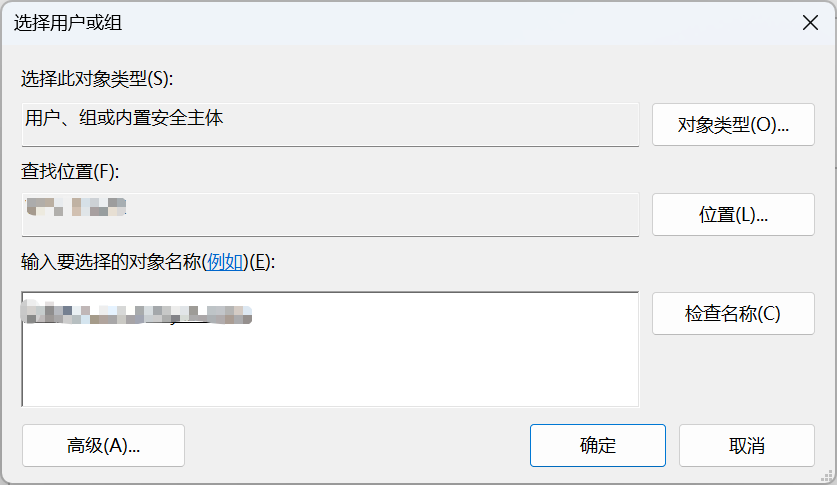 选择用户或组
选择此对象类型(S):
用户、组或内置安全主体
对象类型(O)...
查找位置(F):
位置(L)...
输入要选择的对象名称(例如)(E):
检查名称(C)
高级(A)...
确定
取消